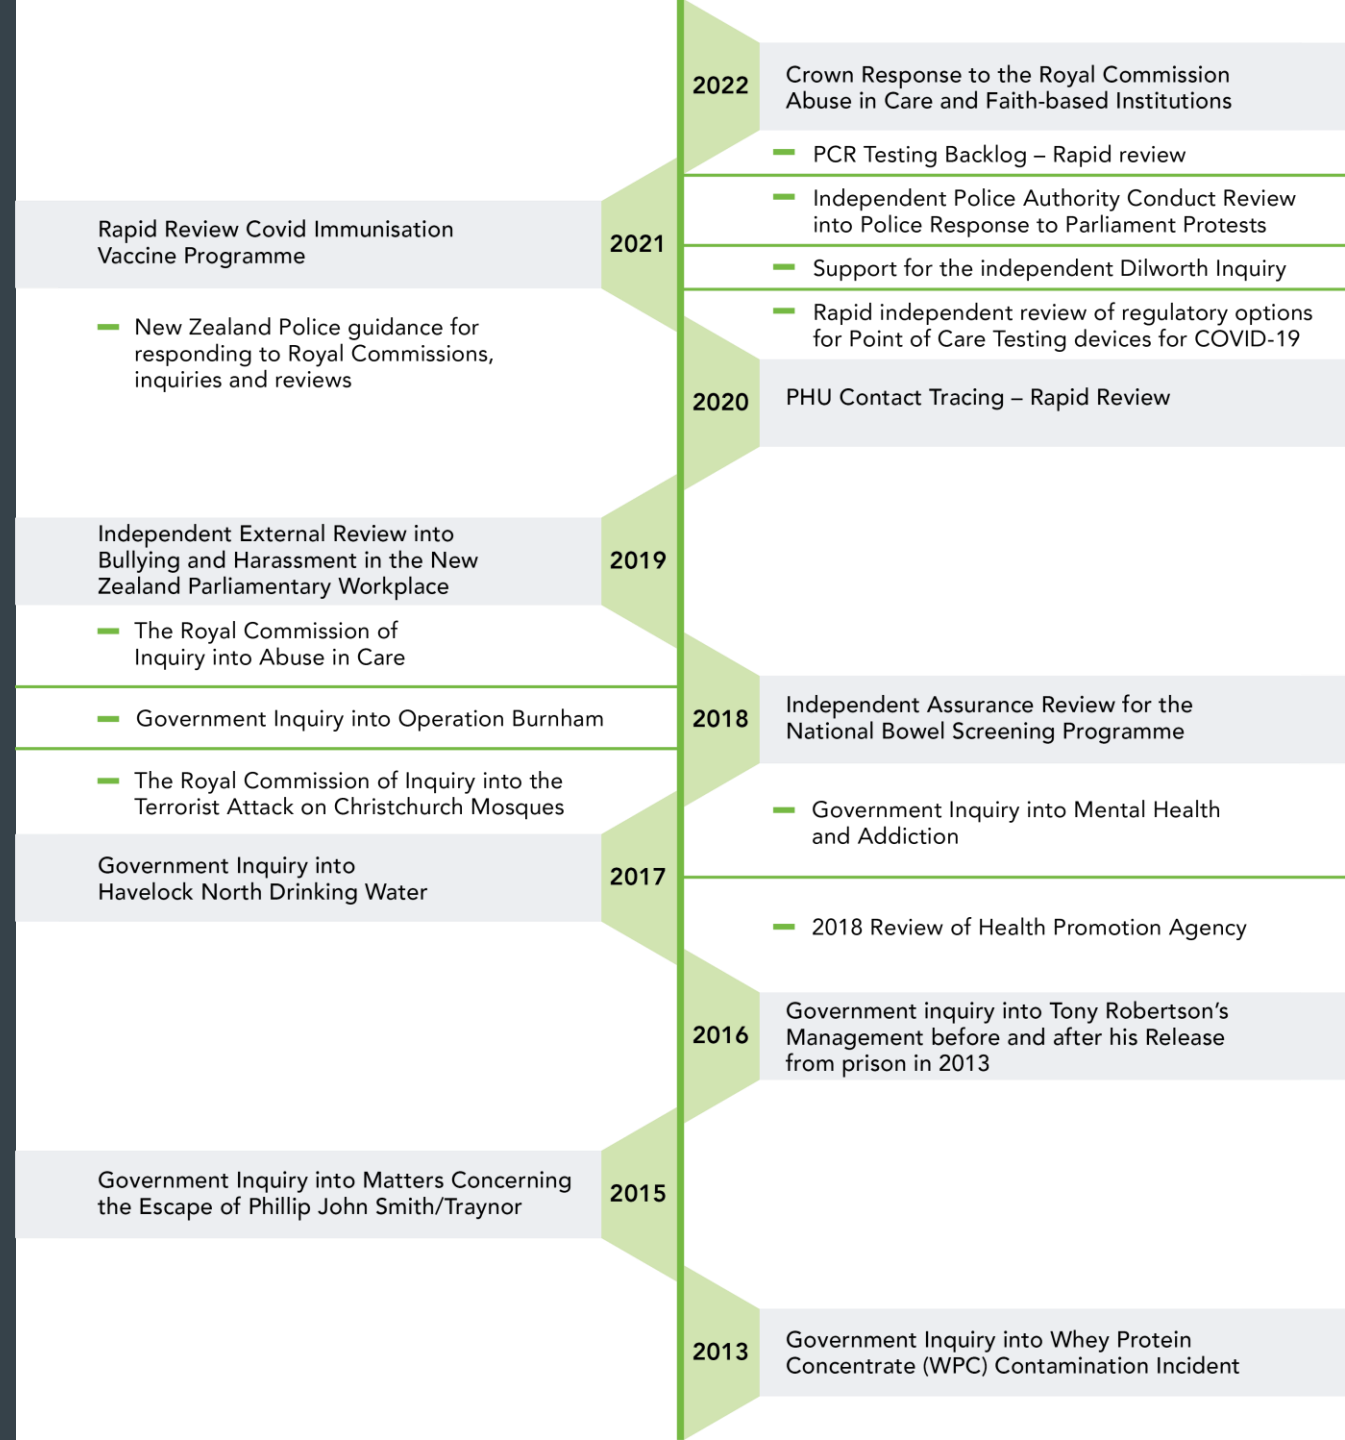 2022
Crown Response to the Royal Commission
Abuse in Care and Faith-based Institutions
PCR Testing Backlog – Rapid review
Independent Police Authority Conduct Review
into Police Response to Parliament Protests
Support for the independent Dilworth Inquiry
Rapid independent review of regulatory options
for Point of Care Testing devices for COVID-19
2021
Rapid Review Covid Immunisation
Vaccine Programme
New Zealand Police guidance for
responding to Royal Commissions,
inquiries and reviews
2020
PHU Contact Tracing – Rapid Review
2019
Independent External Review into
Bullying and Harassment in the New
Zealand Parliamentary Workplace
The Royal Commission of
Inquiry into Abuse in Care
Government Inquiry into Operation Burnham
The Royal Commission of Inquiry into the
Terrorist Attack on Christchurch Mosques
2018
Independent Assurance Review for the
National Bowel Screening Programme
Government Inquiry into Mental Health
and Addiction
2018 Review of Health Promotion Agency
2017
Government Inquiry into
Havelock North Drinking Water
2016
Government inquiry into Tony Robertson’s
Management before and after his Release
from prison in 2013
2015
Government Inquiry into Matters Concerning
the Escape of Phillip John Smith/Traynor
2013
Government Inquiry into Whey Protein
Concentrate (WPC) Contamination Incident